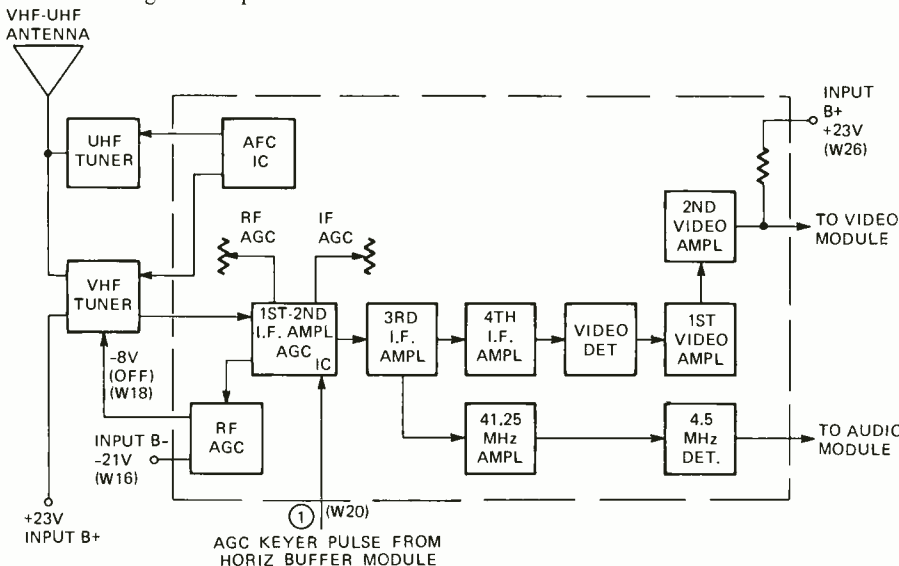 VHF-UHF
ANTENNA
UHF
TUNER
AFC
IC
INPUT
B+
+23V
(W26)
RF
AGC
IF
AGC
2ND
VIDEO
AMPL
TO VIDEO
MODULE
VHF
TUNER
1ST-2ND
I.F. AMPL
AGC
IC
3RD
I.F.
AMPL
4TH
I.F.
AMPL
VIDEO
DET
1ST
VIDEO
AMPL
-8V
(OFF)
(W18)
RF
AGC
INPUT B-
-21V
(W16)
41.25
MHz
AMPL
4.5
MHz
DET.
TO AUDIO
MODULE
+23V
INPUT B+
1
(W20)
AGC KEYER PULSE FROM
HORIZ BUFFER MODULE